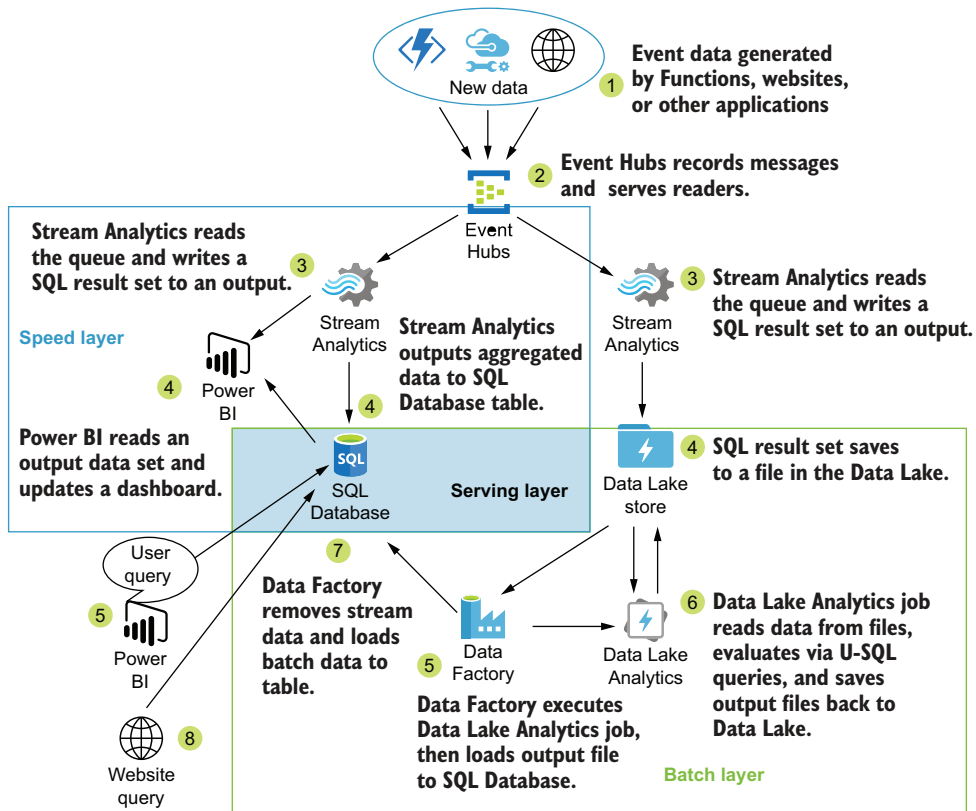 New data
1
Event data generated
by Functions, websites,
or other applications
2
Event Hubs records messages
and serves readers.
Event
Hubs
Stream Analytics reads
the queue and writes a
SQL result set to an output.
3
Stream
Analytics
3
Stream Analytics reads
the queue and writes a
SQL result set to an output.
Stream
Analytics
Speed layer
Stream Analytics
outputs aggregated
data to SQL
Database table.
4
4
Power
BI
Power BI reads an
output data set and
updates a dashboard.
SQL
SQL
Database
Serving layer
Data Lake
store
4
SQL result set saves
to a file in the Data Lake.
User
query
5
Power
BI
7
Data Factory
removes stream
data and loads
batch data to
table.
Data
Factory
5
Data Factory executes
Data Lake Analytics job,
then loads output file
to SQL Database.
Data Lake
Analytics
6
Data Lake Analytics job
reads data from files,
evaluates via U-SQL
queries, and saves
output files back to
Data Lake.
8
Website
query
Batch layer